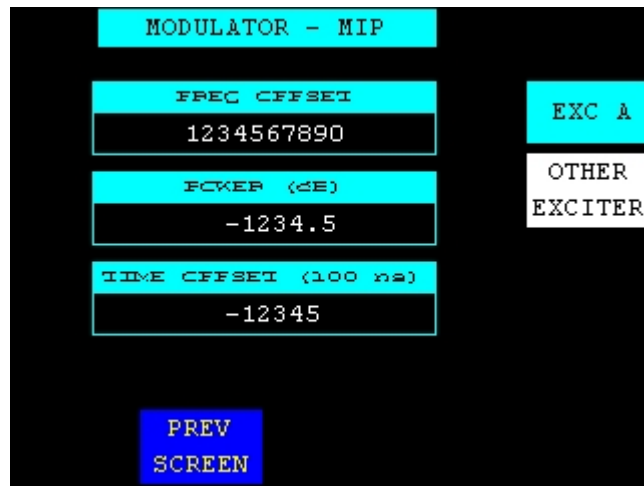 MODULATOR - MIP
FREQ OFFSET
1234567890
EXC A
POWER (dB)
-1234.5
OTHER
EXCITER
TIME OFFSET (100 ns)
-12345
PREV
SCREEN